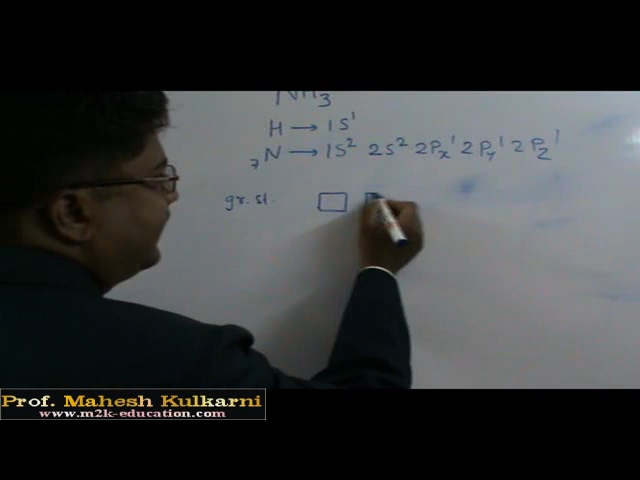 NH3
H → 1S¹
₇N → 1S² 2S² 2Px¹ 2Py¹ 2Pz¹
gr. st.
Prof. Mahesh Kulkarni
www.m2k-education.com